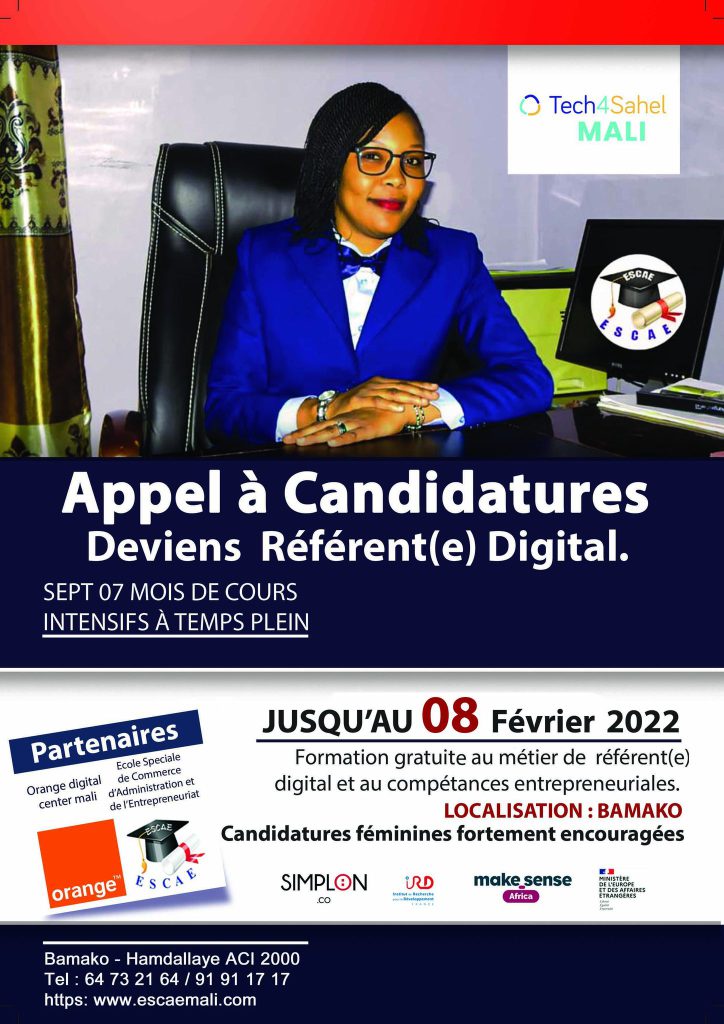 Tech4Sahel
MALI
ESCAE
ESCAE
Appel à Candidatures
Deviens Référent(e) Digital.
SEPT 07 MOIS DE COURS
INTENSIFS À TEMPS PLEIN
JUSQU'AU 08 Février 2022
Formation gratuite au métier de référent(e)
digital et au compétances entrepreneuriales.
LOCALISATION : BAMAKO
Candidatures féminines fortement encouragées
Partenaires
Orange digital
center mali
Ecole Speciale
de Commerce
d'Administration et
de l'Entrepreneuriat
orange™
ESCAE
ESCAE
SIMPLON
.CO
IRD
Institut de Recherche
pour le Développement
FRANCE
make sense
Africa
MINISTÈRE
DE L'EUROPE
ET DES AFFAIRES
ÉTRANGÈRES
Liberté
Égalité
Fraternité
Bamako - Hamdallaye ACI 2000
Tel : 64 73 21 64 / 91 91 17 17
https: www.escaemali.com